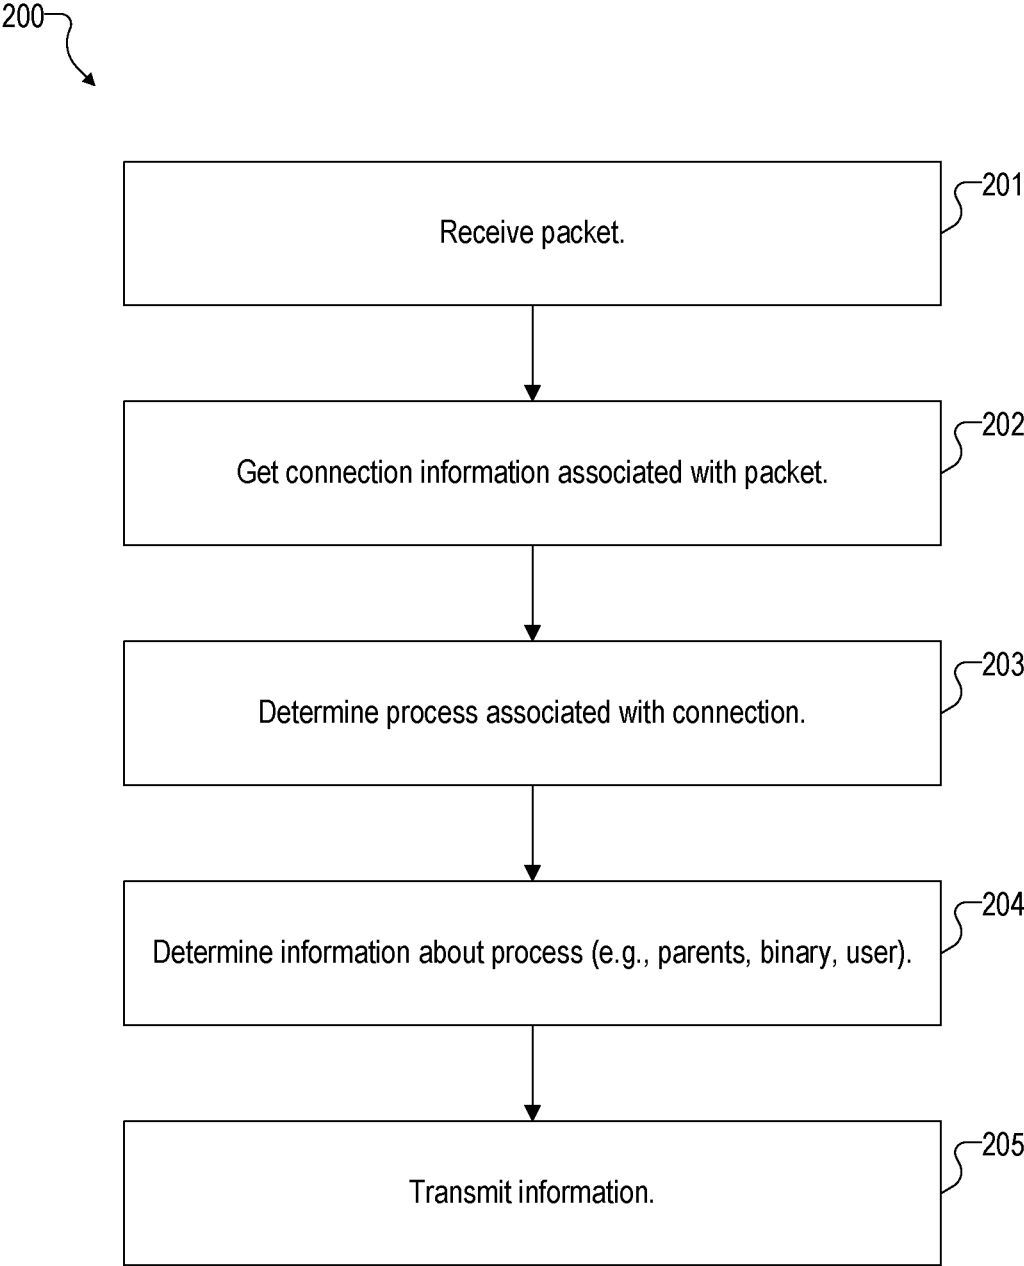 200
201
Receive packet.
202
Get connection information associated with packet.
203
Determine process associated with connection.
204
Determine information about process (e.g., parents, binary, user).
205
Transmit information.